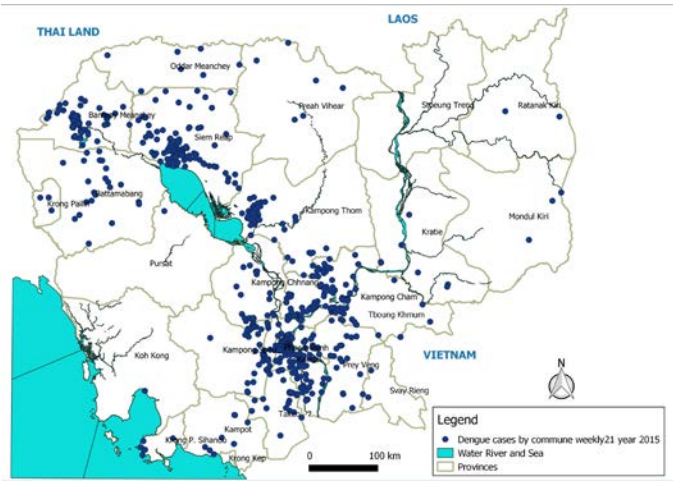 LAOS
THAI LAND
Oddar Meanchey
Preah Vihear
Stoeung Treng
Ratanak Kiri
Siem Reap
Krong Pailin
Kampong Thom
Mondul Kiri
Kratie
Pursat
Kampong Chhnang
Kampong Cham
Tboung Khmum
Koh Kong
VIETNAM
Prey Veng
Svay Rieng
N
Kampot
Krong P. Sihanou
Krong Kep
0
100 km
Legend
Dengue cases by commune weekly21 year 2015
Water River and Sea
Provinces